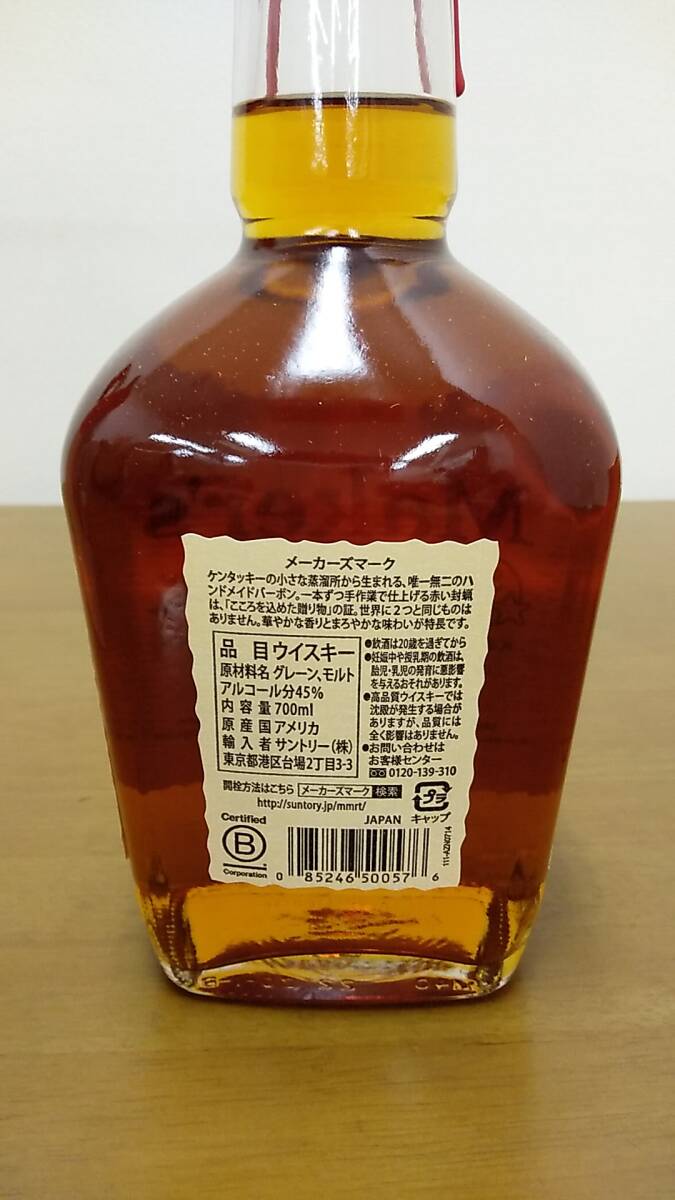 メーカーズマーク
ケンタッキーの小さな蒸溜所から生まれる、唯一無二のハ
ンドメイドバーボン。一本ずつ手作業で仕上げる赤い封蝋
は、「こころを込めた贈り物」の証。世界に2つと同じものは
ありません。華やかな香りとまろやかな味わいが特長です。
品目 ウイスキー
原材料名 グレーン、モルト
アルコール分 45%
内容量 700ml
原産国 アメリカ
輸入者 サントリー(株)
東京都港区台場2丁目3-3
●飲酒は20歳を過ぎてから
●妊娠中や授乳期の飲酒は、
胎児・乳児の発育に悪影響
を与えるおそれがあります。
●高品質ウイスキーでは
沈殿が発生する場合が
ありますが、品質には
全く影響はありません。
●お問い合わせは
お客様センター
0120-139-310
開栓方法はこちら メーカーズマーク 検索
http://suntory.jp/mmrt/
プラ
キャップ
JAPAN
Certified
B
Corporation
0 85246 50057 6
111-AZN0714
Maker's